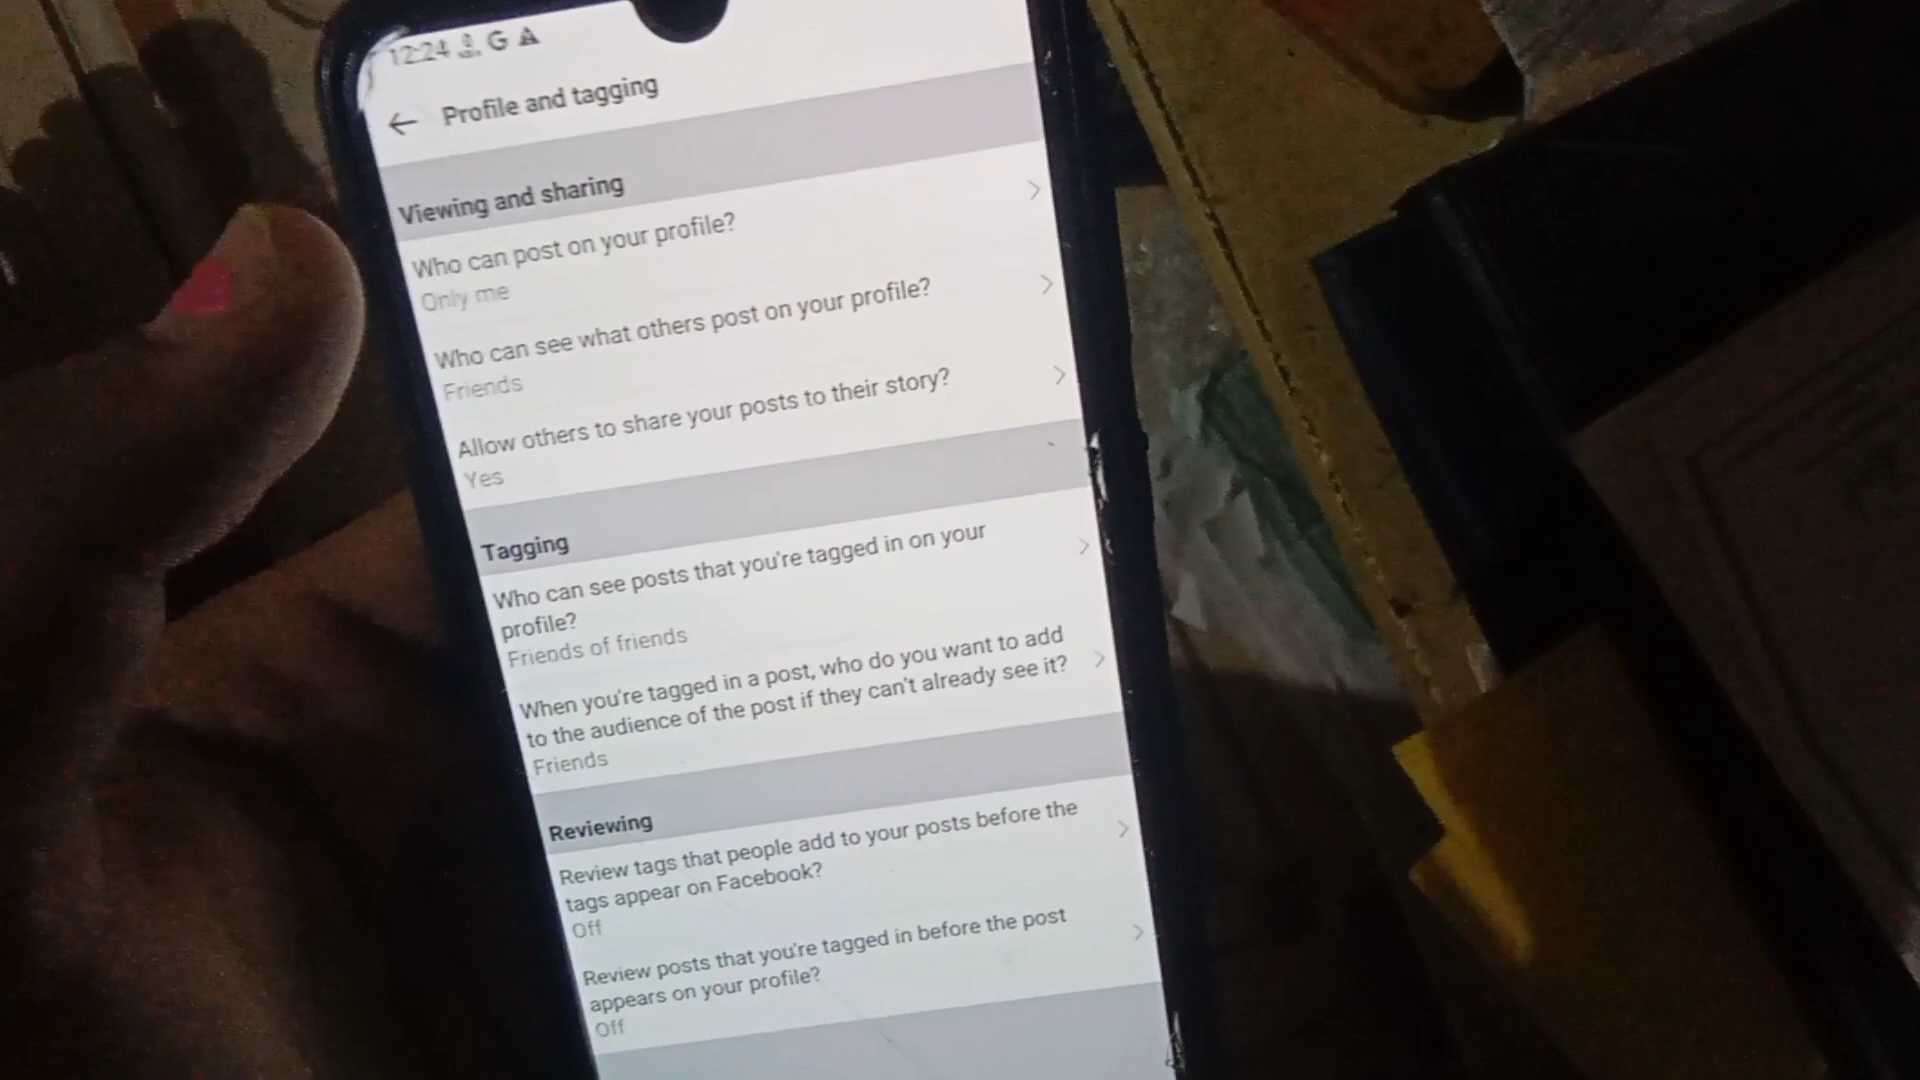 12:24 G
Profile and tagging
Viewing and sharing
Who can post on your profile?
Only me
Who can see what others post on your profile?
Friends
Allow others to share your posts to their story?
Yes
Tagging
Who can see posts that you're tagged in on your
profile?
Friends of friends
When you're tagged in a post, who do you want to add
to the audience of the post if they can't already see it?
Friends
Reviewing
Review tags that people add to your posts before the
tags appear on Facebook?
Off
Review posts that you're tagged in before the post
appears on your profile?
Off